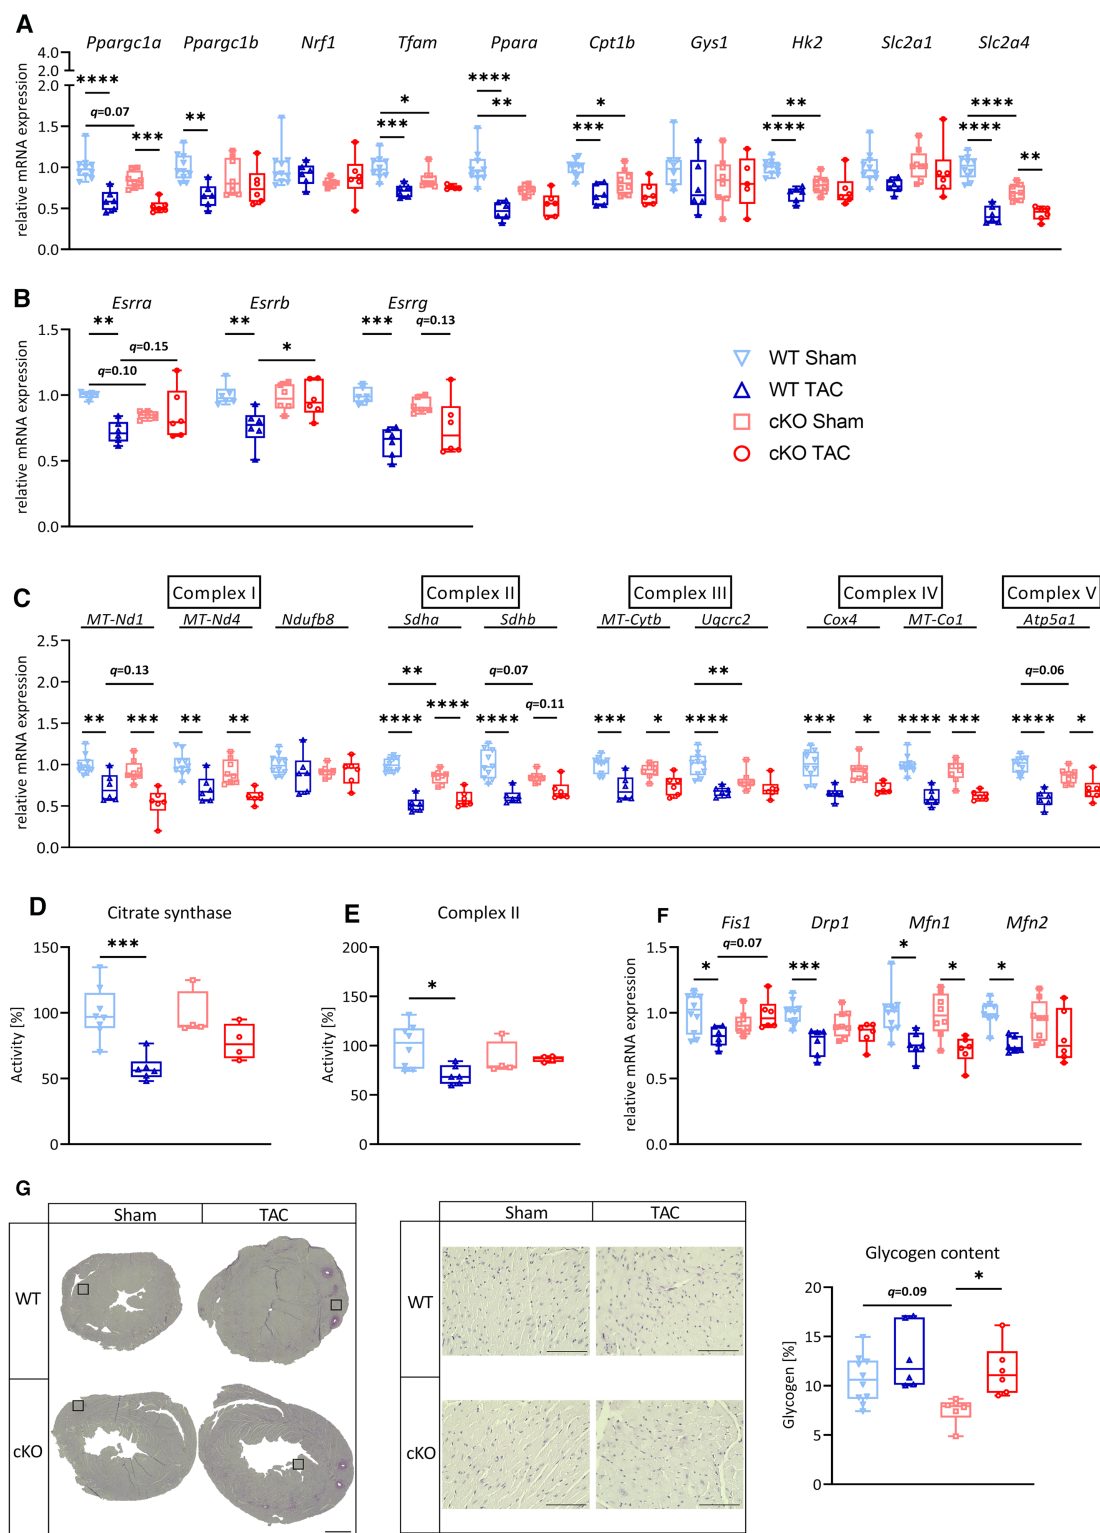 A
Ppargc1a Ppargc1b Nrf1 Tfam Ppara Cpt1b Gys1 Hk2 Slc2a1 Slc2a4
relative mRNA expression
4.0
2.0
2.0
1.5
1.0
0.5
0.0
**** q=0.07 *** ** * *** **** ** * *** ** **** **** **** **
B
Esrra Esrrb Esrrg
relative mRNA expression
1.5
1.0
0.5
0.0
** q=0.15 q=0.10 ** * *** q=0.13
WT Sham
WT TAC
cKO Sham
cKO TAC
C
Complex I Complex II Complex III Complex IV Complex V
MT-Nd1 MT-Nd4 Ndufb8 Sdha Sdhb MT-Cytb Uqcrc2 Cox4 MT-Co1 Atp5a1
relative mRNA expression
2.5
2.0
1.5
1.0
0.5
0.0
q=0.13 ** q=0.07 ** q=0.06
** *** ** ** **** **** **** q=0.11 *** * **** *** * **** *** **** *
D
Citrate synthase
Activity [%]
150
100
50
0
***
E
Complex II
Activity [%]
200
150
100
50
0
*
F
Fis1 Drp1 Mfn1 Mfn2
relative mRNA expression
1.5
1.0
0.5
0.0
* q=0.07 *** * * *
G
Sham TAC
WT
cKO
Sham TAC
WT
cKO
Glycogen content
Glycogen [%]
20
15
10
5
0
q=0.09 *